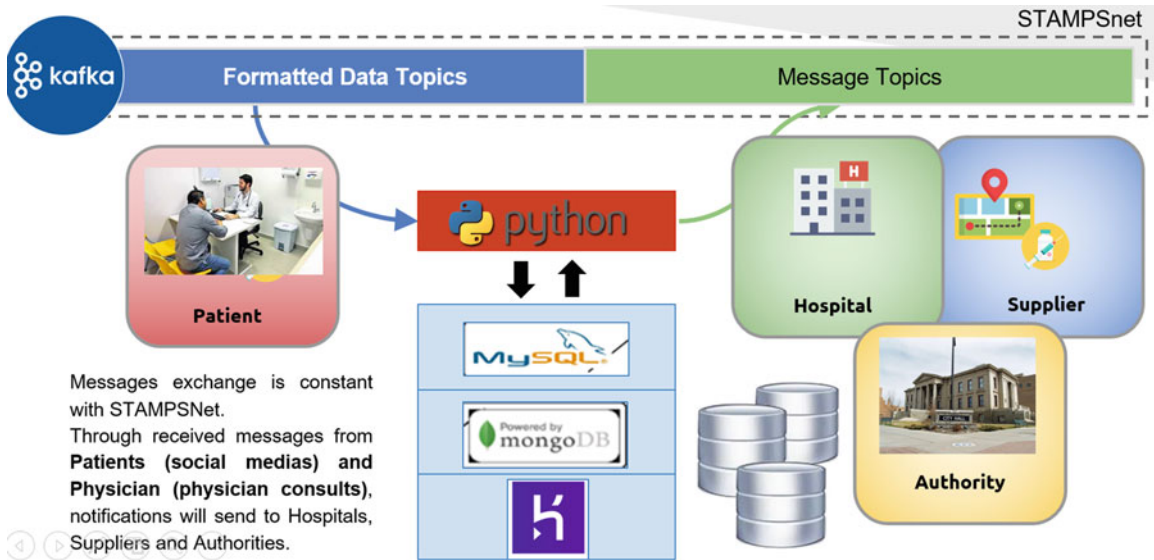 STAMPSnet
kafka
Formatted Data Topics
Message Topics
Patient
python
MySQL®
Powered by
mongoDB
H
Hospital
Supplier
CITY HALL
Authority
Messages exchange is constant
with STAMPSNet.
Through received messages from
Patients (social medias) and
Physician (physician consults),
notifications will send to Hospitals,
Suppliers and Authorities.